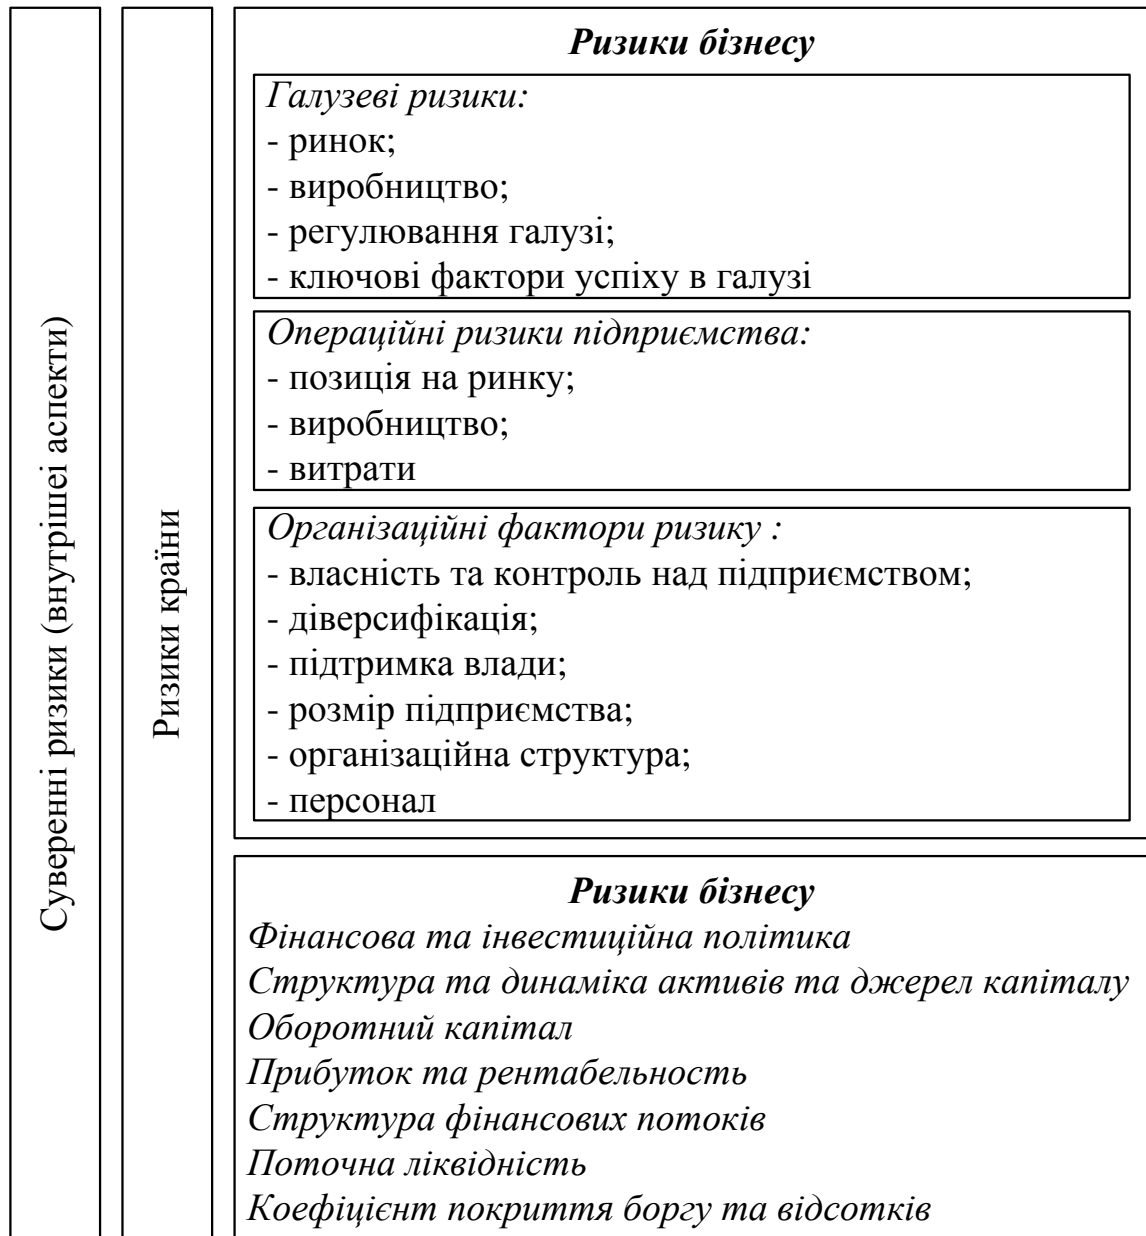 Суверенні ризики (внутрішеі аспекти)
Ризики країни
Ризики бізнесу
Галузеві ризики:
- ринок;
- виробництво;
- регулювання галузі;
- ключові фактори успіху в галузі
Операційні ризики підприємства:
- позиція на ринку;
- виробництво;
- витрати
Організаційні фактори ризику :
- власність та контроль над підприємством;
- діверсифікація;
- підтримка влади;
- розмір підприємства;
- організаційна структура;
- персонал
Ризики бізнесу
Фінансова та інвестиційна політика
Структура та динаміка активів та джерел капіталу
Оборотний капітал
Прибуток та рентабельность
Структура фінансових потоків
Поточна ліквідність
Коефіцієнт покриття боргу та відсотків